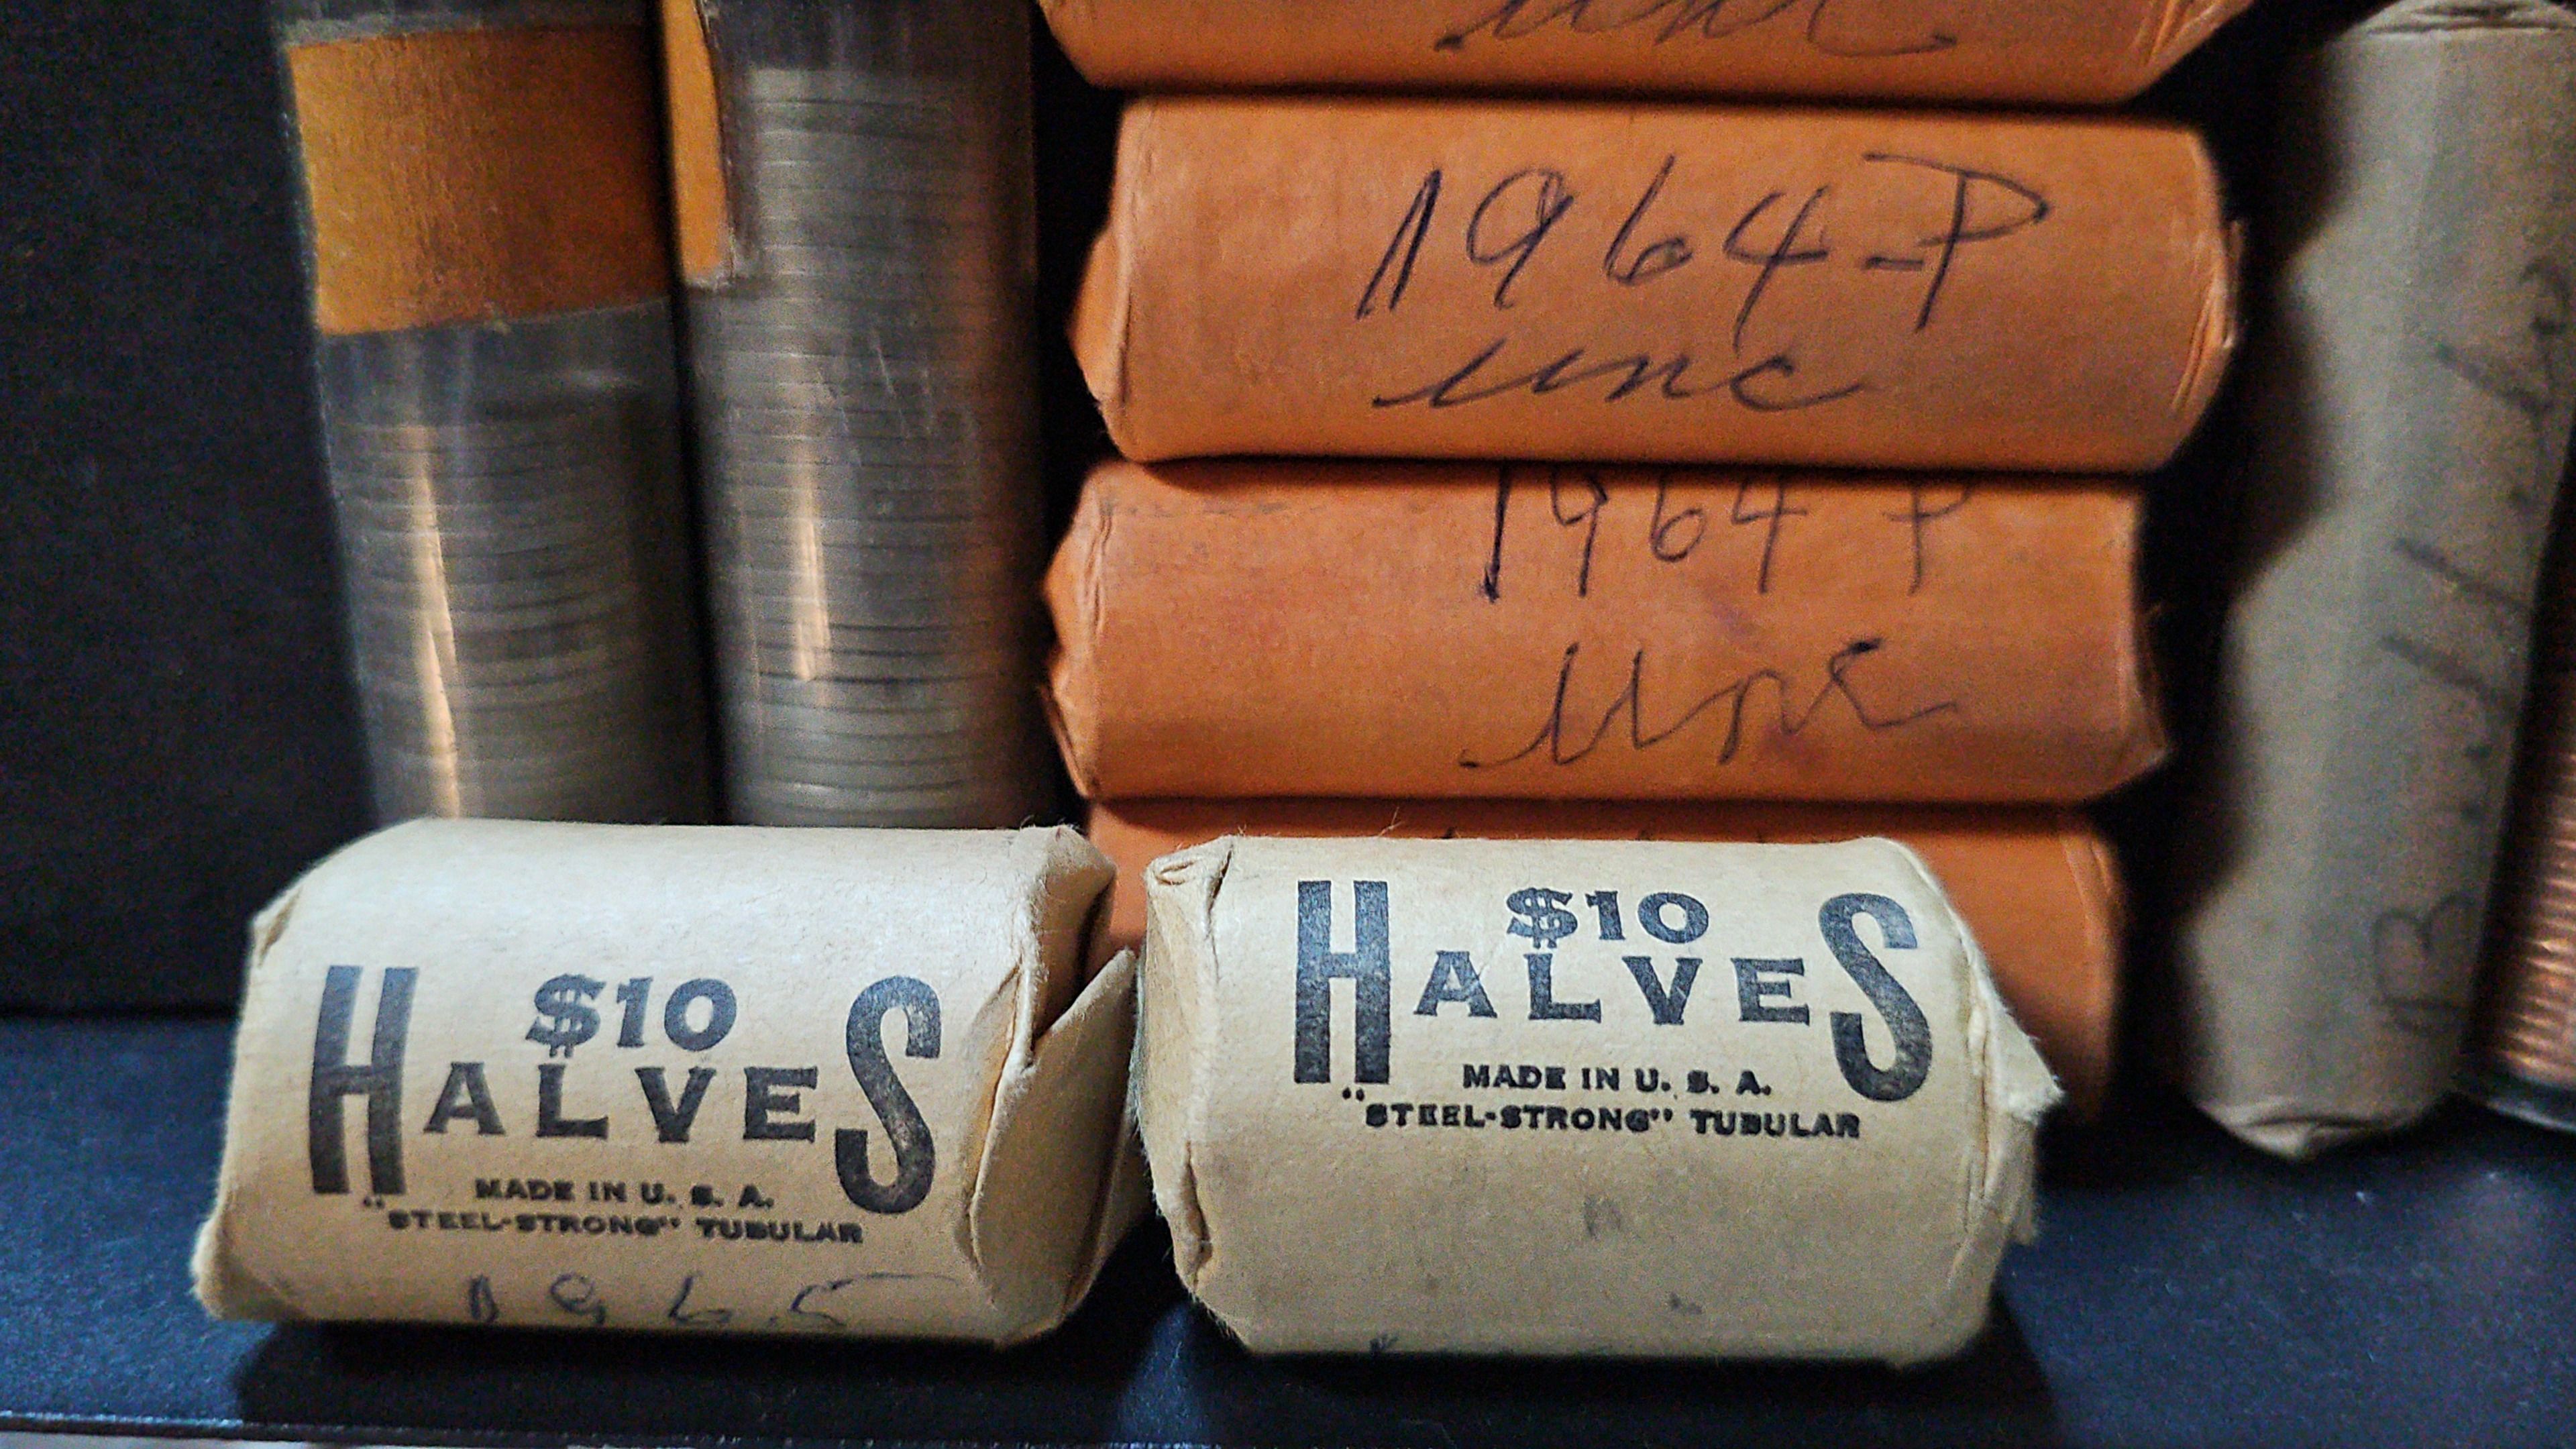 unc
1964-P
unc
1964 P
unc
$10
HALVES
MADE IN U. S. A.
"STEEL-STRONG" TUBULAR
1965
$10
HALVES
MADE IN U. S. A.
"STEEL-STRONG" TUBULAR